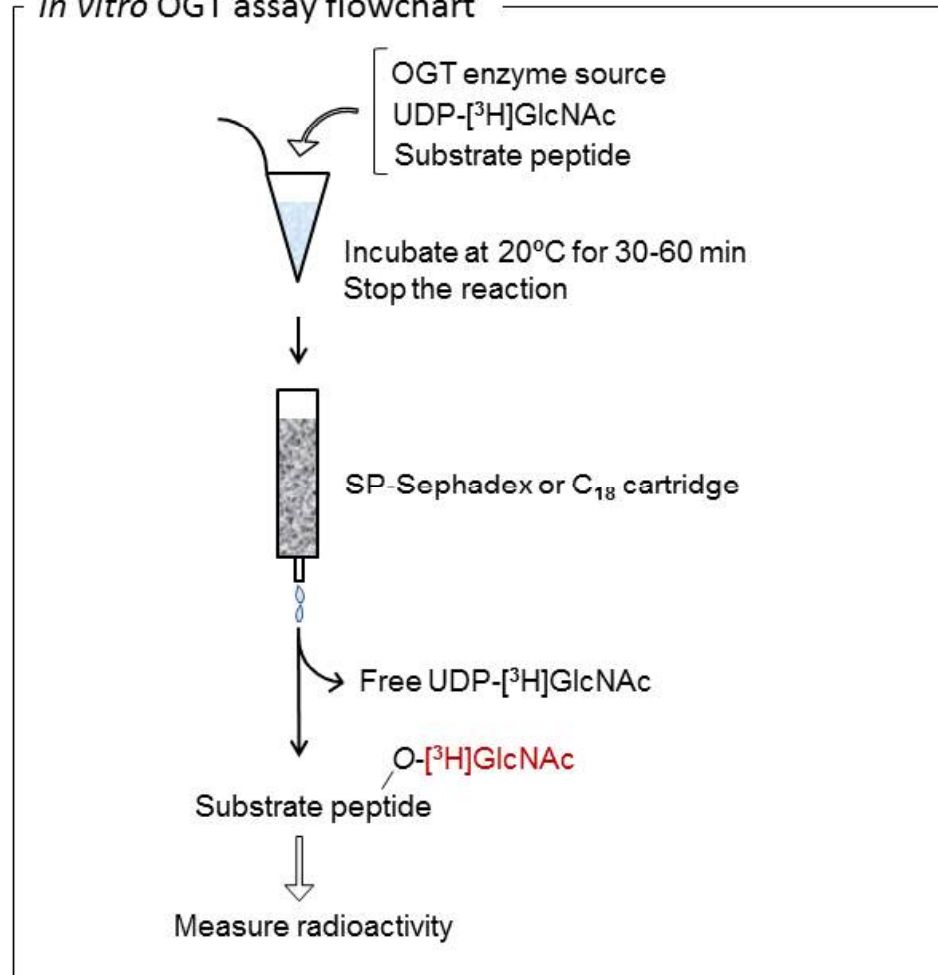 In vitro OGT assay flowchart
OGT enzyme source
UDP-[³H]GlcNAc
Substrate peptide
Incubate at 20ºC for 30-60 min
Stop the reaction
SP-Sephadex or C₁₈ cartridge
Free UDP-[³H]GlcNAc
O-[³H]GlcNAc
Substrate peptide
Measure radioactivity